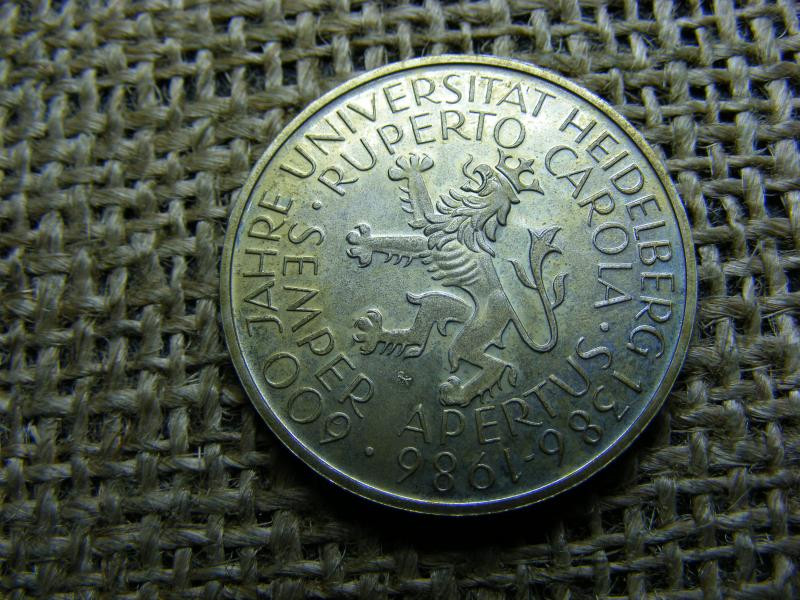 600 JAHRE UNIVERSITÄT HEIDELBERG 1386-1986 ·
SEMPER · RUPERTO CAROLA · APERTUS